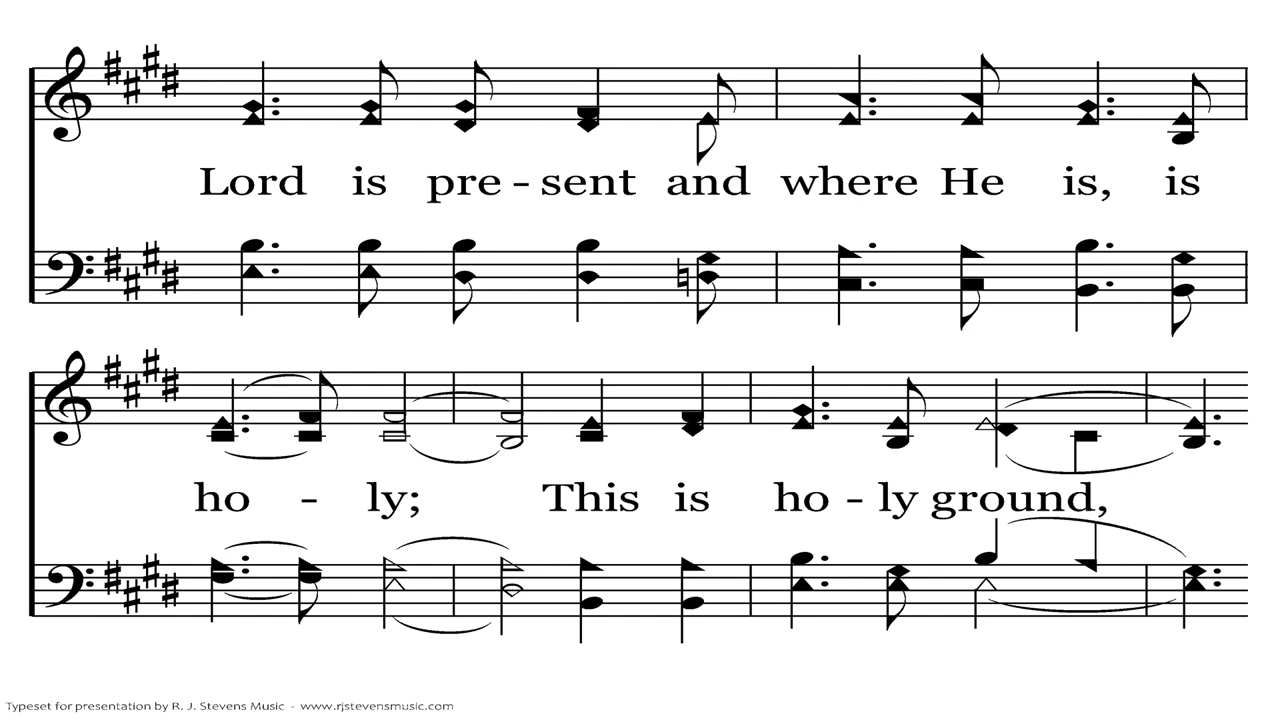 Lord is pre - sent and where He is, is
ho - ly; This is ho - ly ground,
Typeset for presentation by R. J. Stevens Music - www.rjstevensmusic.com